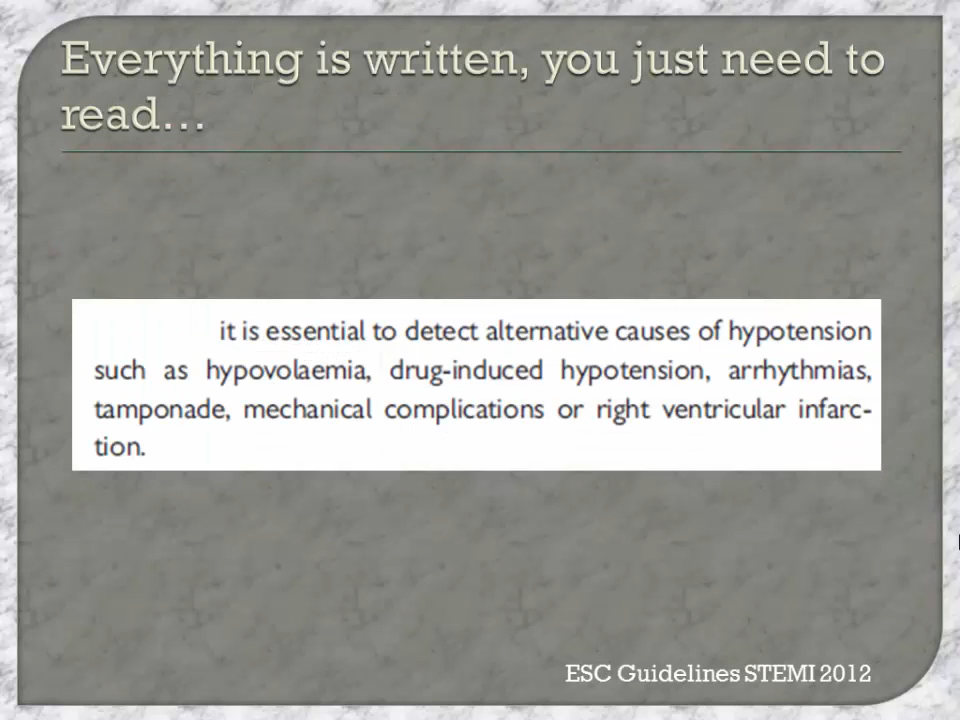 Everything is written, you just need to
read…
it is essential to detect alternative causes of hypotension
such as hypovolaemia, drug-induced hypotension, arrhythmias,
tamponade, mechanical complications or right ventricular infarc-
tion.
ESC Guidelines STEMI 2012